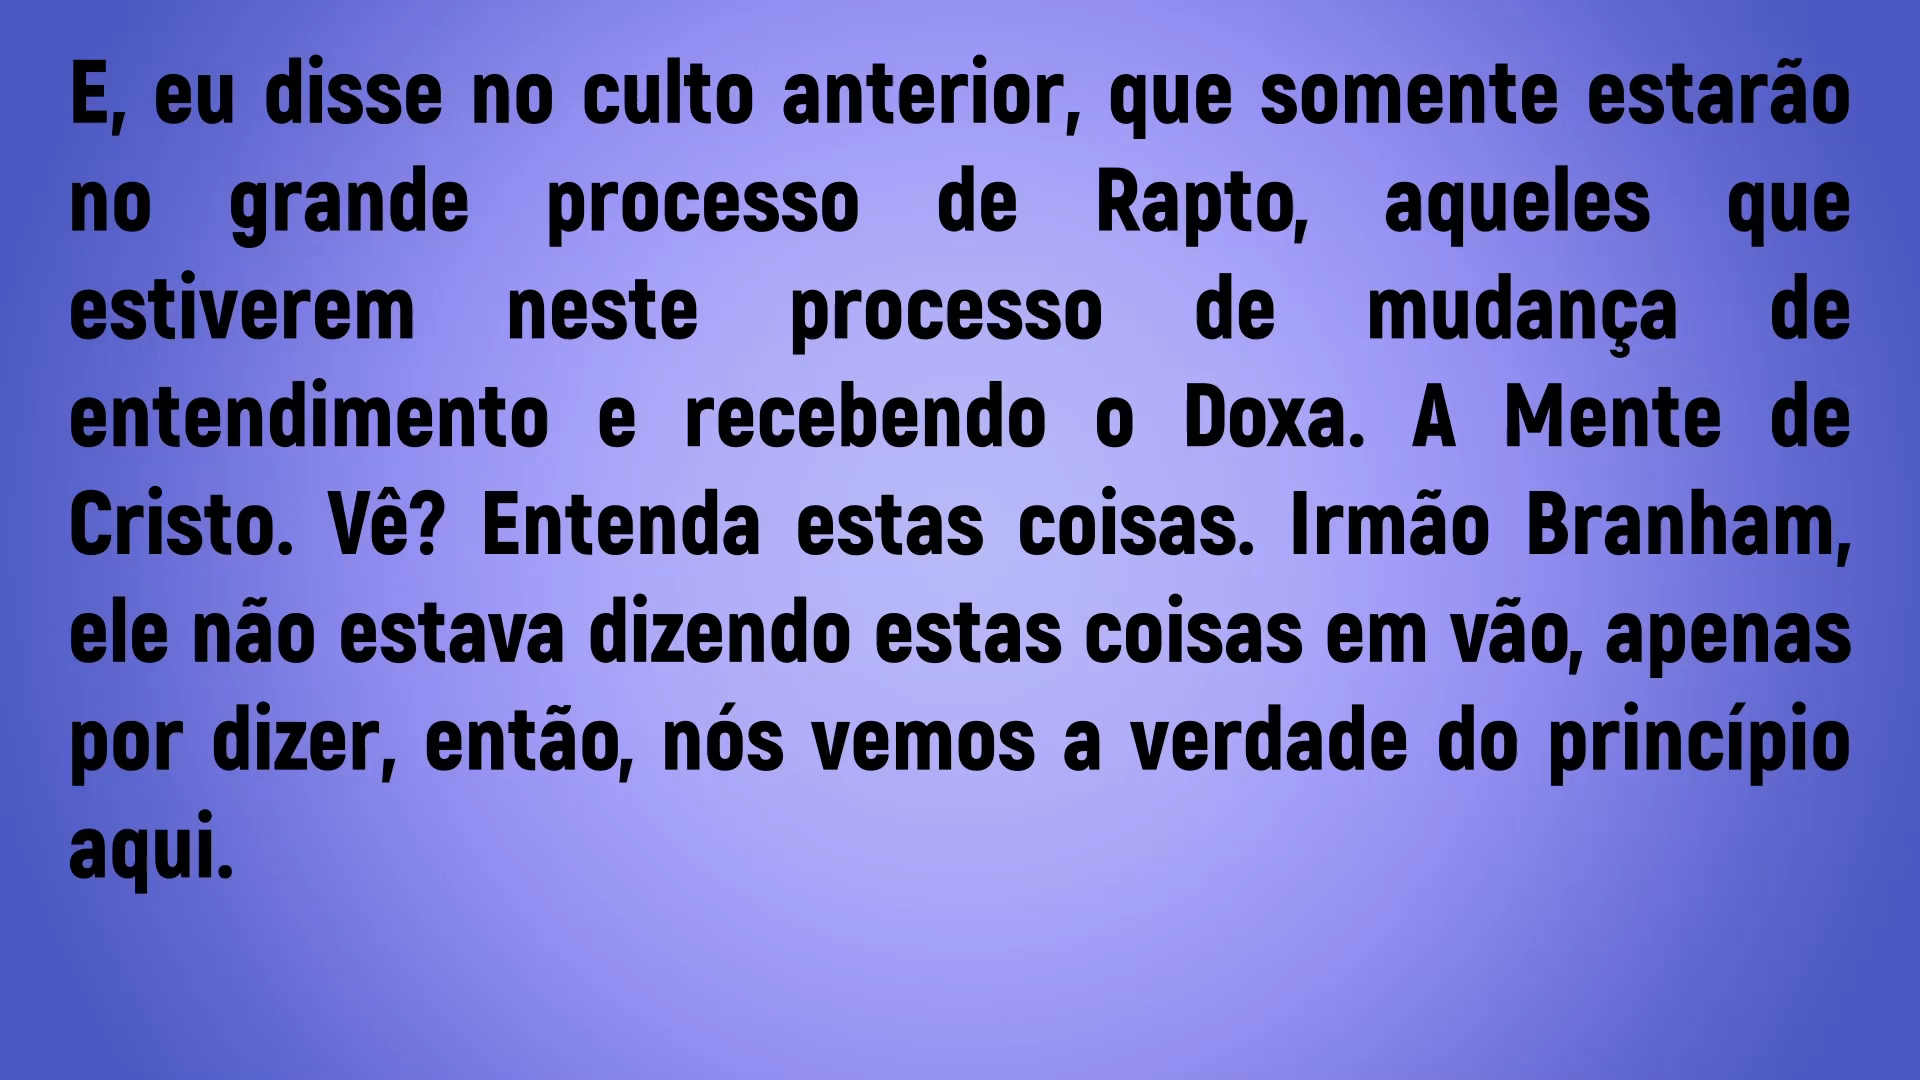 E, eu disse no culto anterior, que somente estarão
no grande processo de Rapto, aqueles que
estiverem neste processo de mudança de
entendimento e recebendo o Doxa. A Mente de
Cristo. Vê? Entenda estas coisas. Irmão Branham,
ele não estava dizendo estas coisas em vão, apenas
por dizer, então, nós vemos a verdade do princípio
aqui.